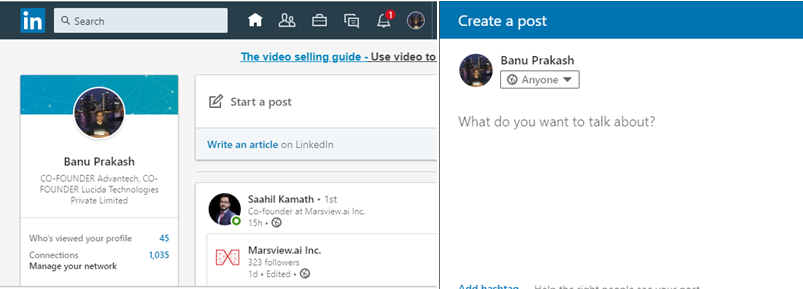 in
Search
1
The video selling guide - Use video to
Banu Prakash
CO-FOUNDER Advantech, CO-
FOUNDER Lucida Technologies
Private Limited
Who's viewed your profile 45
Connections 1,035
Manage your network
Start a post
Write an article on LinkedIn
Saahil Kamath • 1st
Co-founder at Marsview.ai Inc.
15h •
Marsview.ai Inc.
323 followers
1d • Edited •
Create a post
Banu Prakash
Anyone
What do you want to talk about?
Add hashtag Help the right people see your post